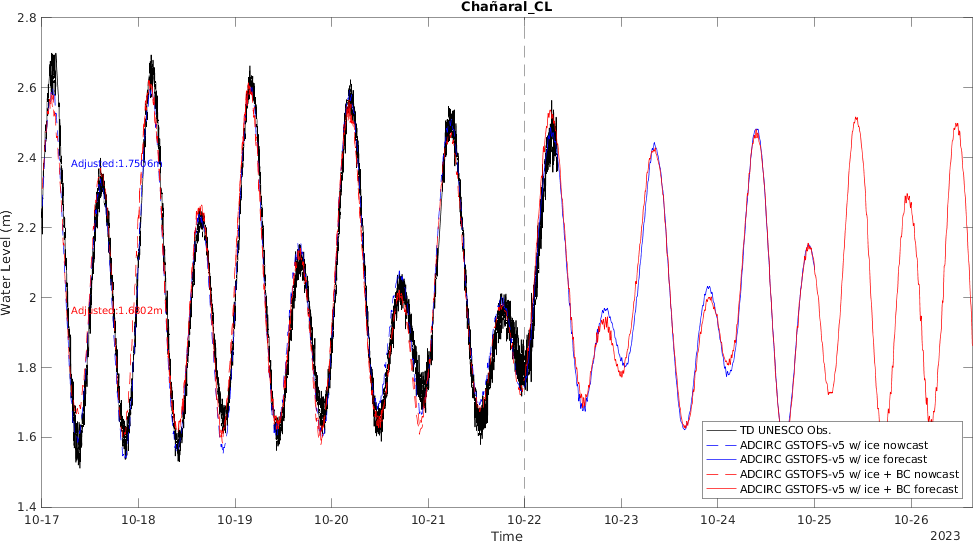 Chañaral_CL
Water Level (m)
2.8
2.6
2.4
2.2
2
1.8
1.6
1.4
Adjusted:1.7506m
Adjusted:1.6802m
TD UNESCO Obs.
ADCIRC GSTOFS-v5 w/ ice nowcast
ADCIRC GSTOFS-v5 w/ ice forecast
ADCIRC GSTOFS-v5 w/ ice + BC nowcast
ADCIRC GSTOFS-v5 w/ ice + BC forecast
10-17 10-18 10-19 10-20 10-21 10-22 10-23 10-24 10-25 10-26
Time
2023